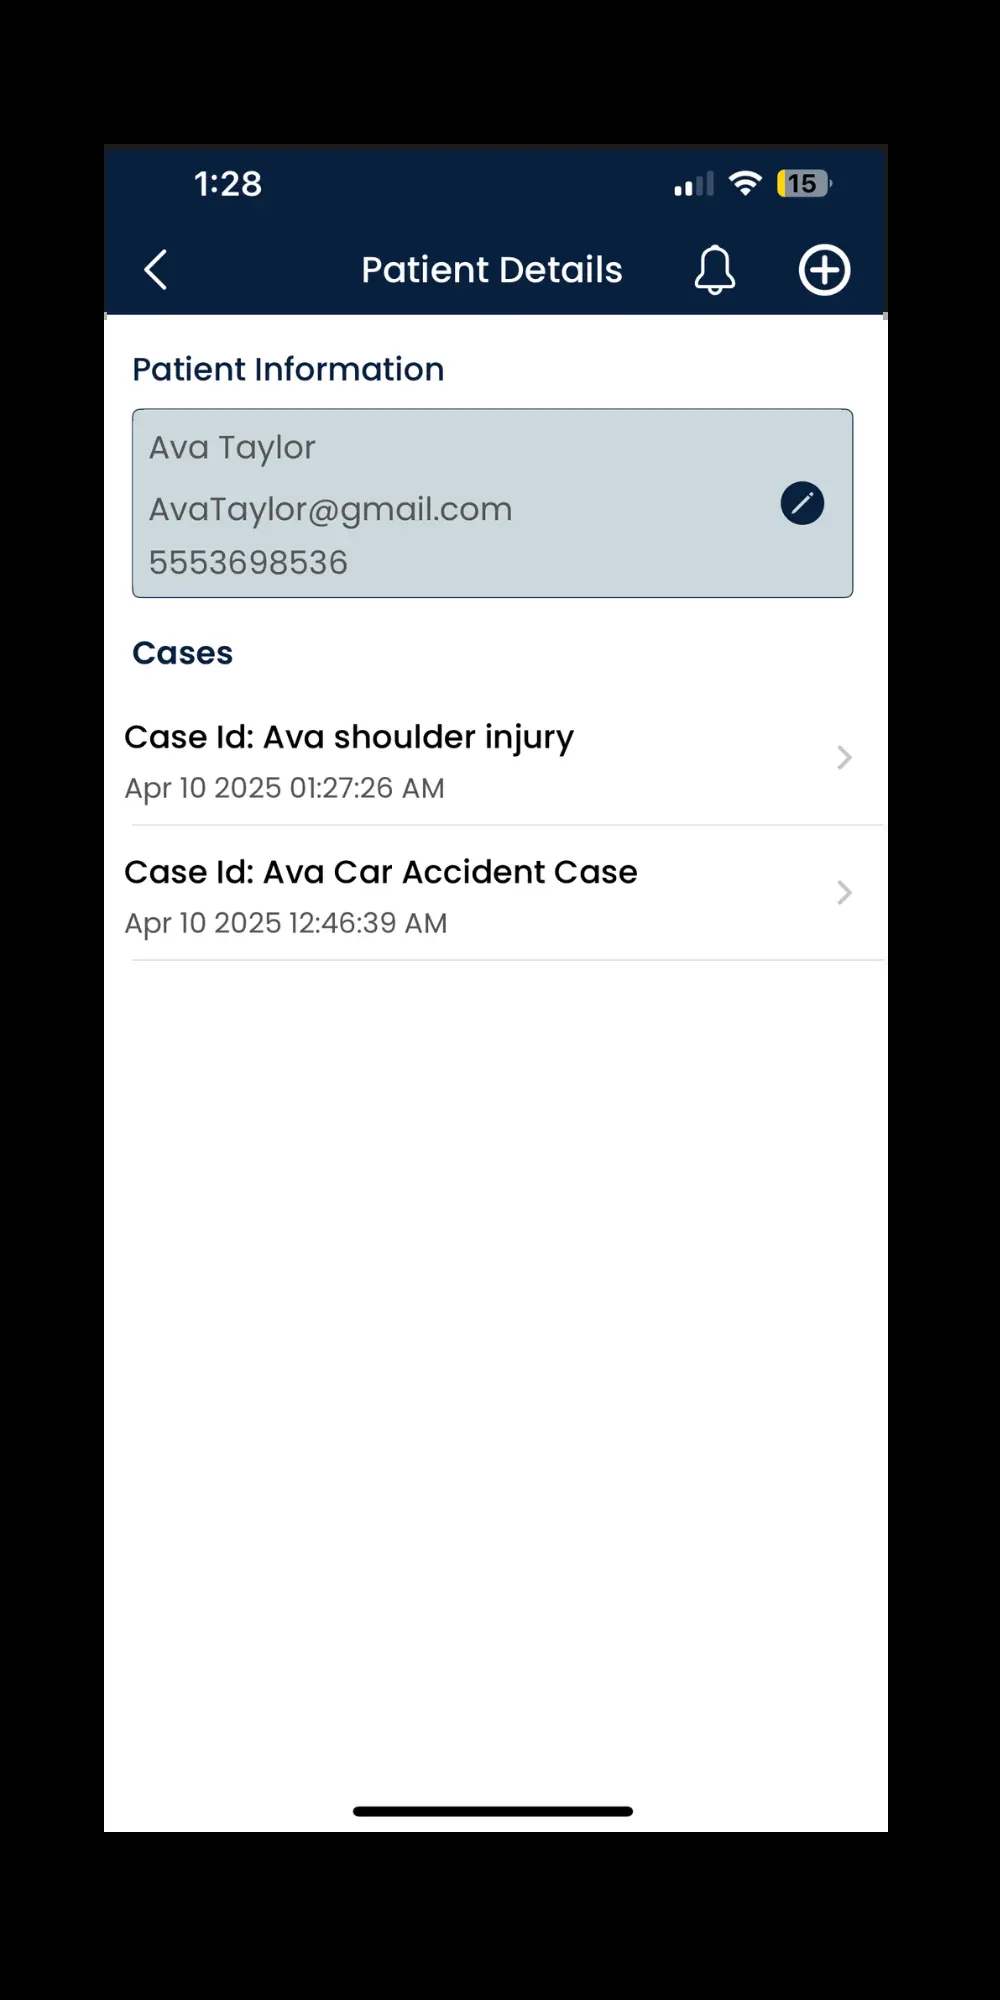 1:28
15
Patient Details
Patient Information
Ava Taylor
AvaTaylor@gmail.com
5553698536
Cases
Case Id: Ava shoulder injury
Apr 10 2025 01:27:26 AM
Case Id: Ava Car Accident Case
Apr 10 2025 12:46:39 AM